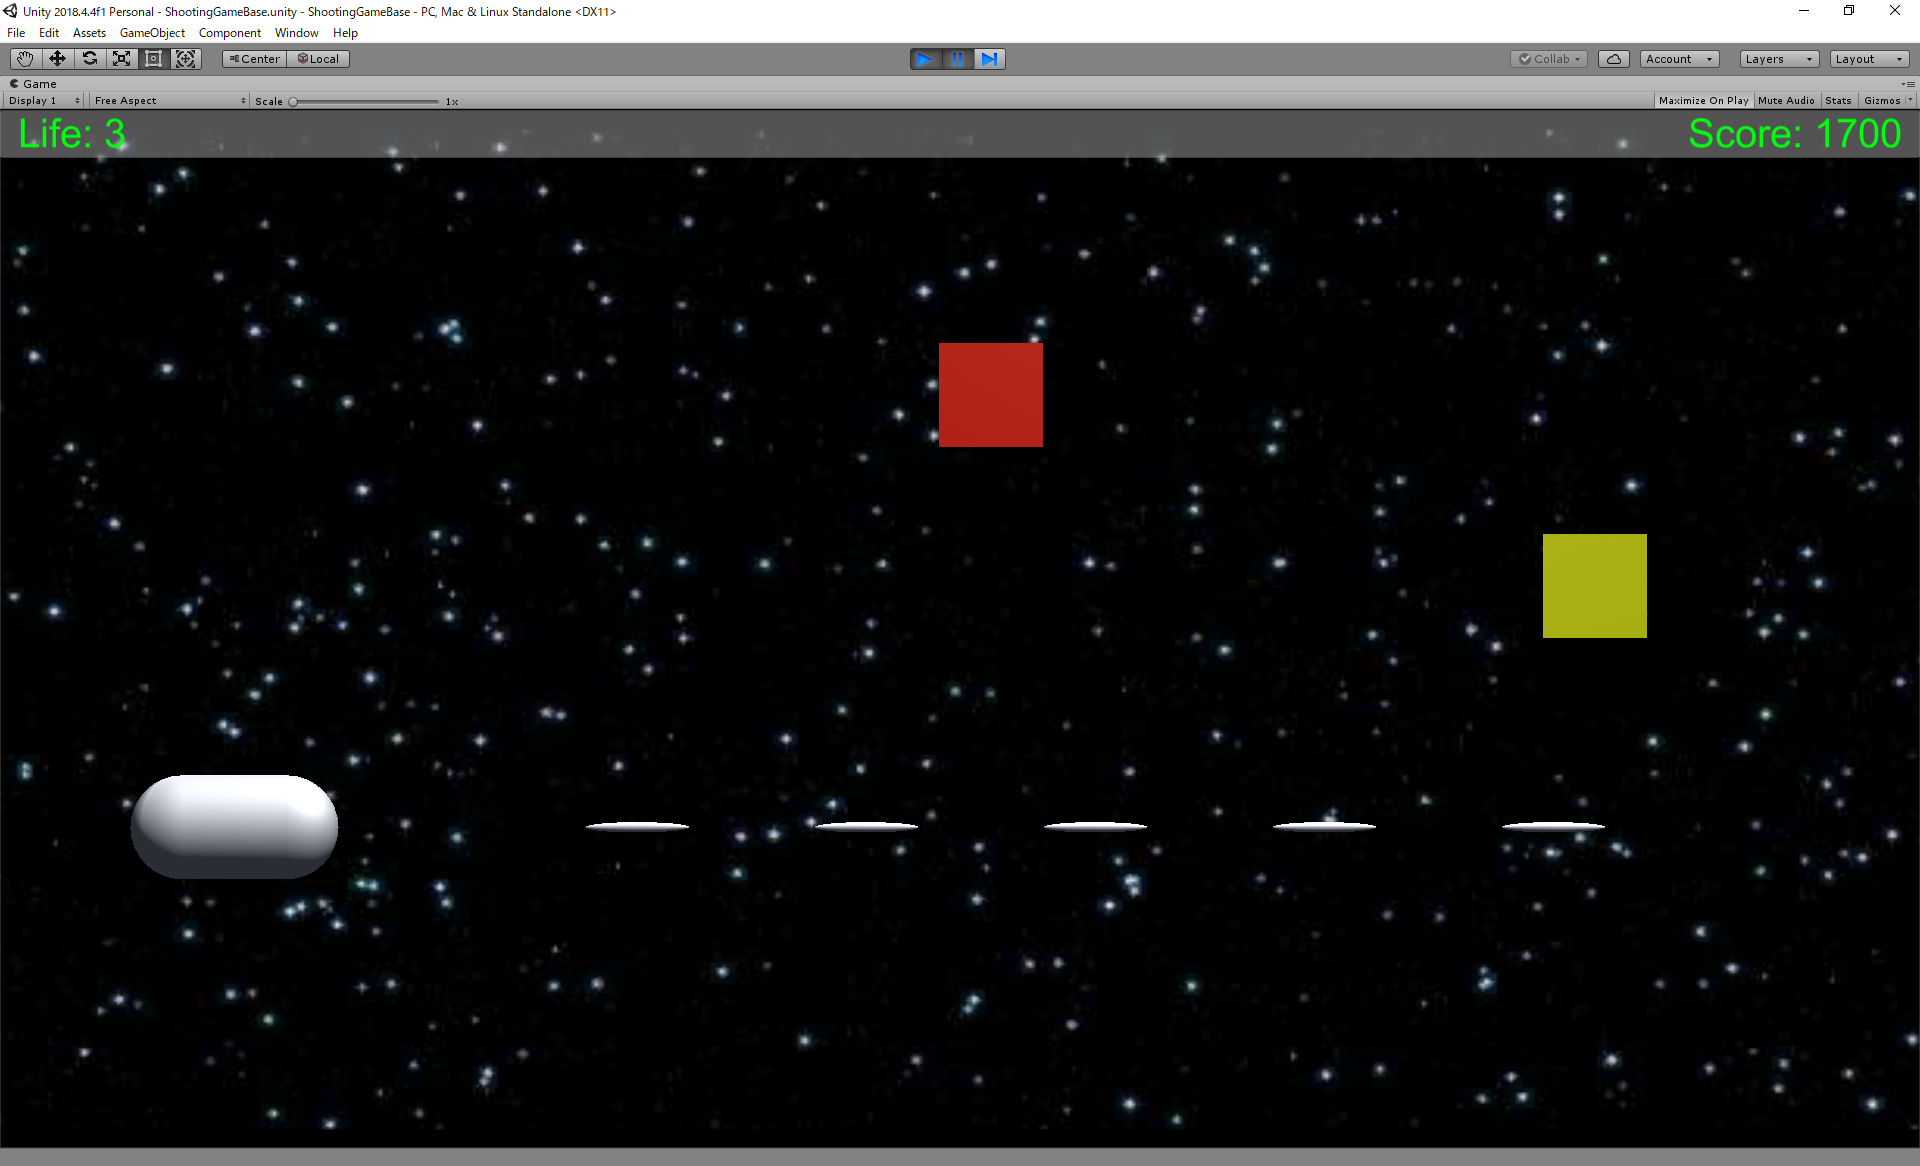 Unity 2018.4.4f1 Personal - ShootingGameBase.unity - ShootingGameBase - PC, Mac & Linux Standalone <DX11>
File Edit Assets GameObject Component Window Help
Center Local Collab Account Layers Layout
Game
Display 1 Free Aspect Scale 1x Maximize On Play Mute Audio Stats Gizmos
Life: 3 Score: 1700